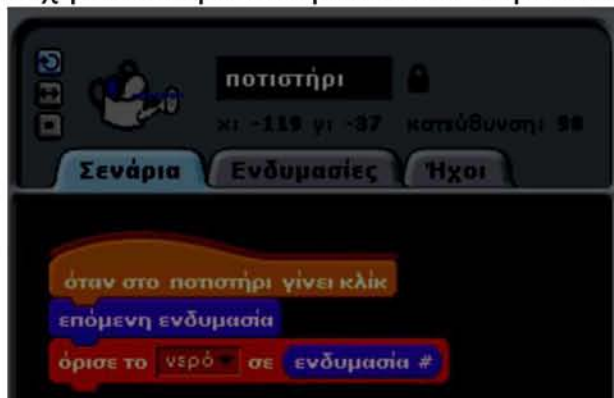 ποτιστήρι
x: -119 y: -37 κατεύθυνση: 90
Σενάρια Ενδυμασίες Ήχοι
όταν στο ποτιστήρι γίνει κλίκ
επόμενη ενδυμασία
όρισε το νερό σε ενδυμασία #